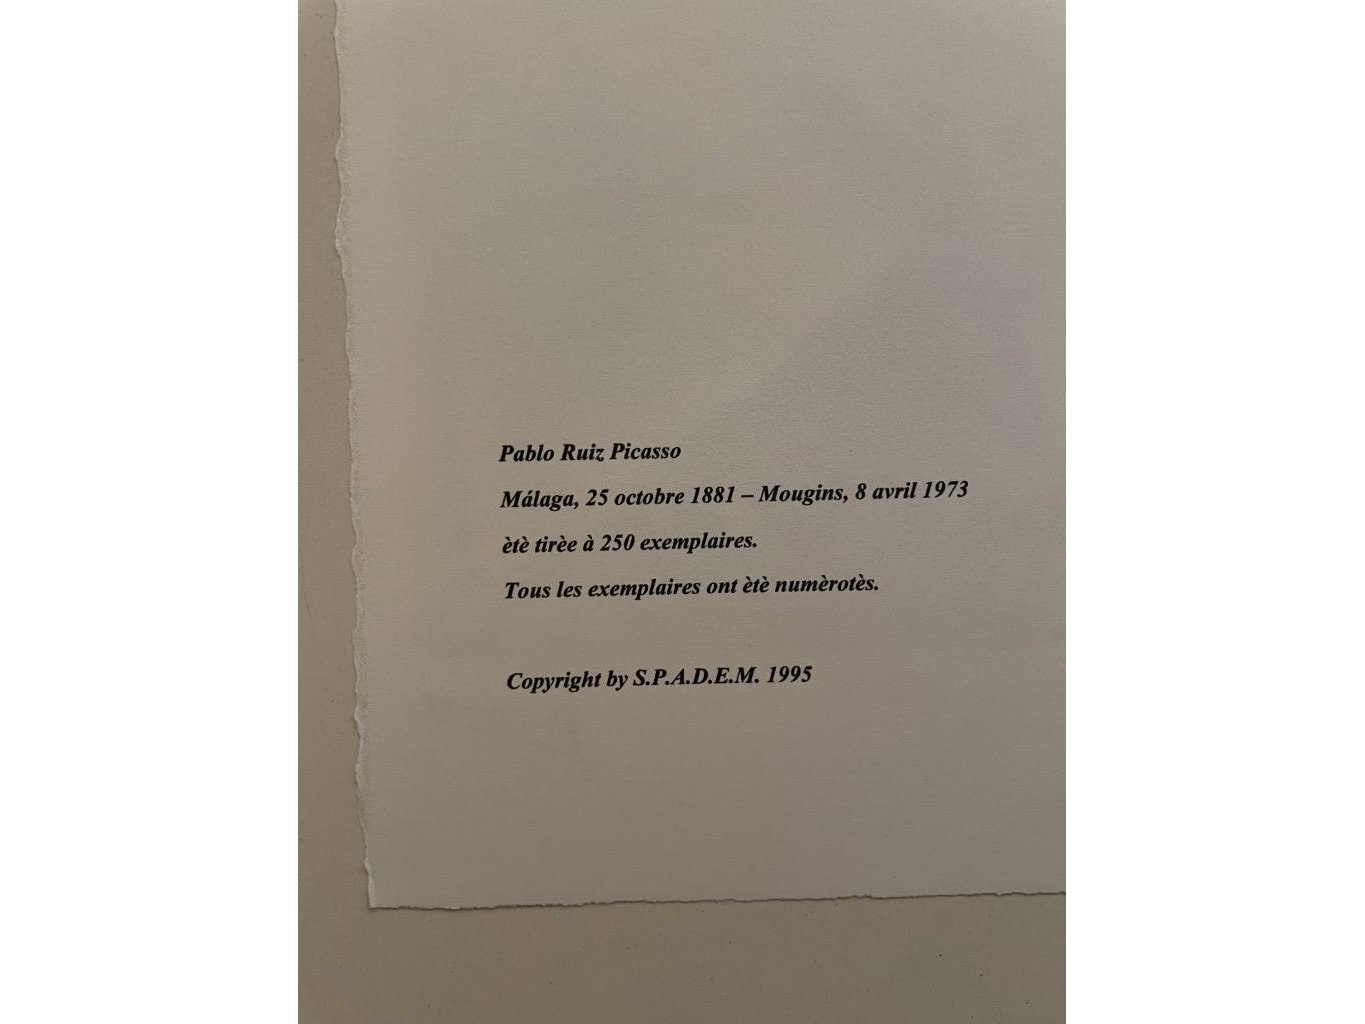 Pablo Ruiz Picasso
Málaga, 25 octobre 1881 – Mougins, 8 avril 1973
ètè tirèe à 250 exemplaires.
Tous les exemplaires ont ètè numèrotès.
Copyright by S.P.A.D.E.M. 1995